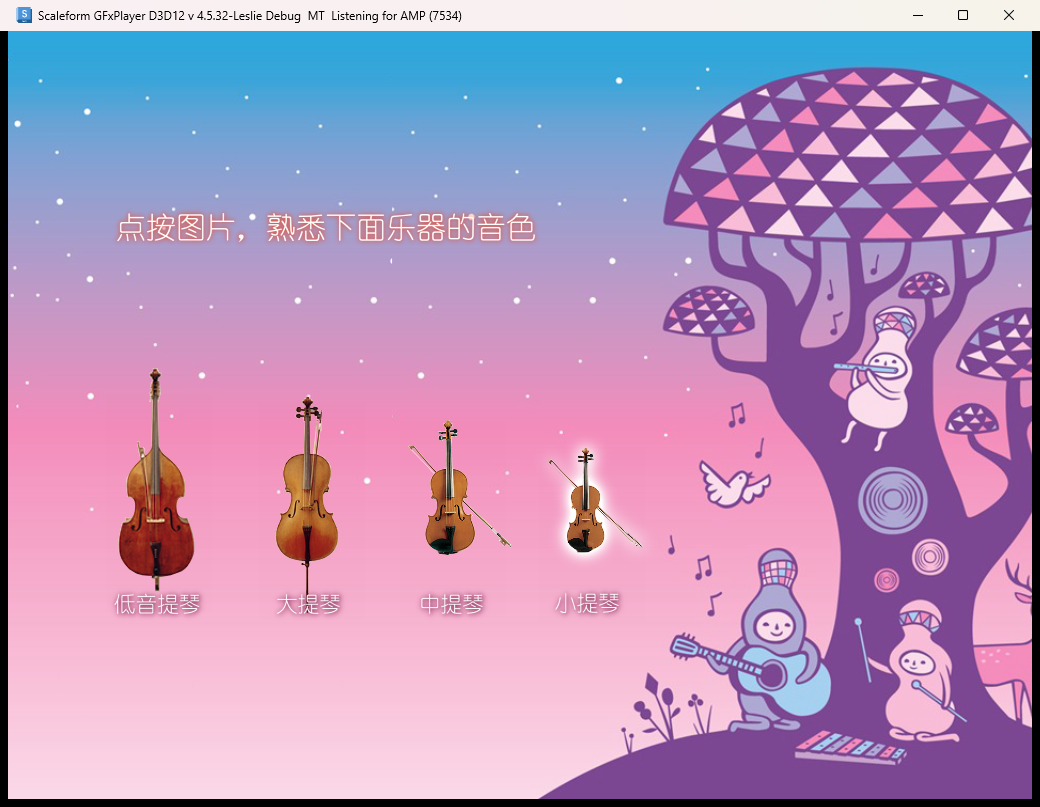 Scaleform GFxPlayer D3D12 v 4.5.32-Leslie Debug  MT  Listening for AMP (7534)
点按图片，熟悉下面乐器的音色
低音提琴
大提琴
中提琴
小提琴